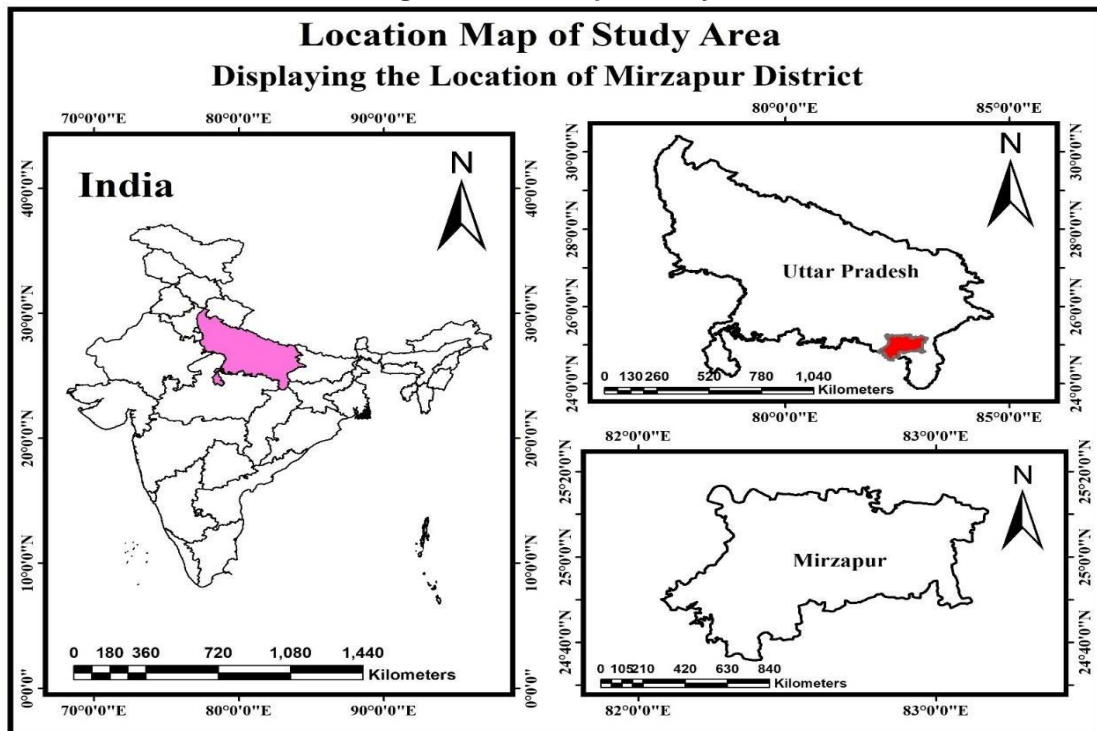 Location Map of Study Area
Displaying the Location of Mirzapur District
70°0'0"E 80°0'0"E 90°0'0"E
40°0'0"N
30°0'0"N
20°0'0"N
10°0'0"N
0°0'0"
India
N
40°0'0"N
30°0'0"N
20°0'0"N
10°0'0"N
0°0'0"
0 180 360 720 1,080 1,440
Kilometers
70°0'0"E 80°0'0"E 90°0'0"E
80°0'0"E 85°0'0"E
30°0'0"N
28°0'0"N
26°0'0"N
24°0'0"N
N
Uttar Pradesh
30°0'0"N
28°0'0"N
26°0'0"N
24°0'0"N
0 130 260 520 780 1,040
Kilometers
80°0'0"E 85°0'0"E
82°0'0"E 83°0'0"E
25°20'0"N
25°0'0"N
24°40'0"N
N
Mirzapur
25°20'0"N
25°0'0"N
24°40'0"N
0 105 210 420 630 840
Kilometers
82°0'0"E 83°0'0"E